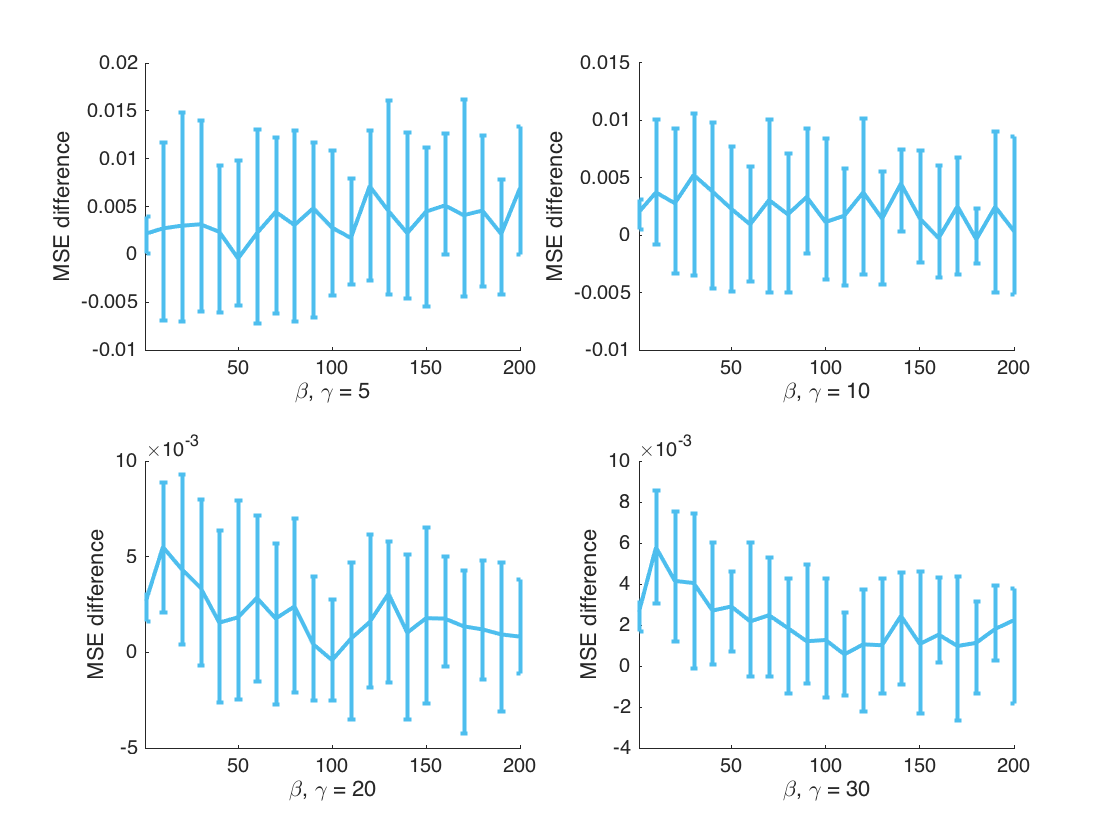 0.02
0.015
0.01
0.005
0
-0.005
-0.01
MSE difference
50 100 150 200
β, γ = 5
0.015
0.01
0.005
0
-0.005
-0.01
MSE difference
50 100 150 200
β, γ = 10
×10-3
10
5
0
-5
MSE difference
50 100 150 200
β, γ = 20
×10-3
10
8
6
4
2
0
-2
-4
MSE difference
50 100 150 200
β, γ = 30